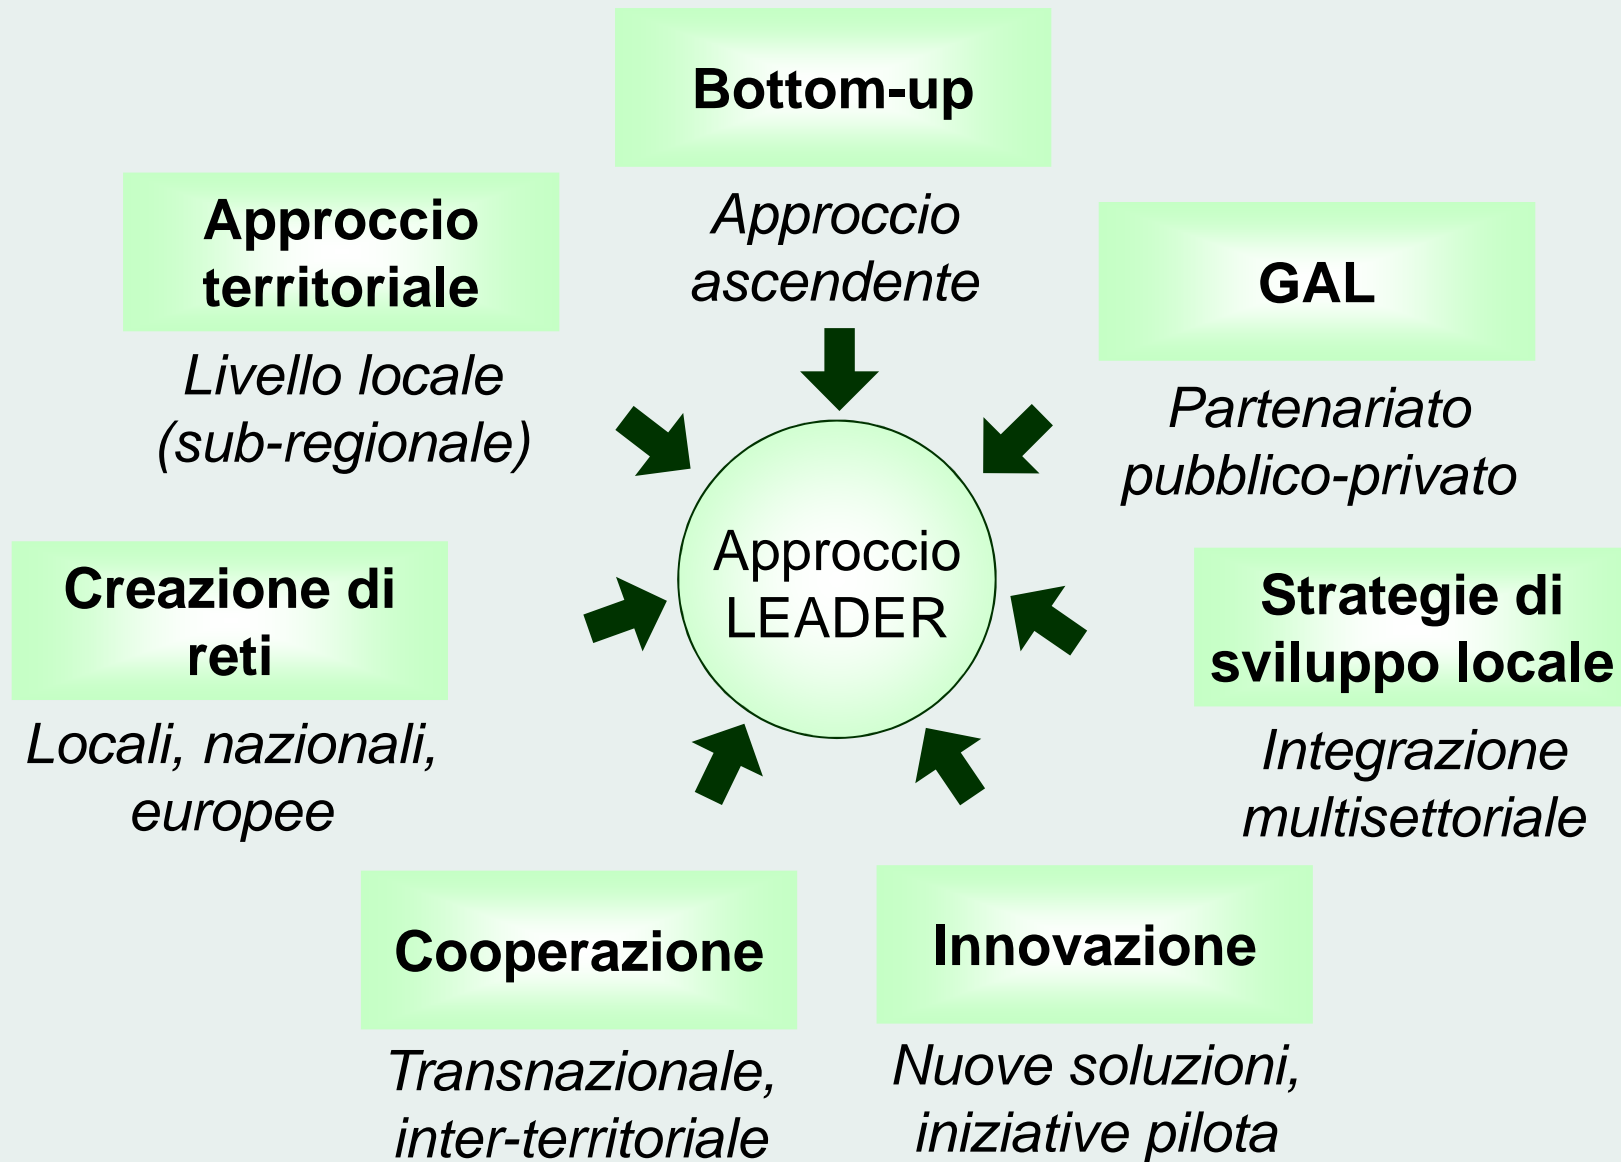 Bottom-up
Approccio
ascendente
Approccio
territoriale
Livello locale
(sub-regionale)
GAL
Partenariato
pubblico-privato
Approccio
LEADER
Creazione di
reti
Locali, nazionali,
europee
Strategie di
sviluppo locale
Integrazione
multisettoriale
Cooperazione
Transnazionale,
inter-territoriale
Innovazione
Nuove soluzioni,
iniziative pilota